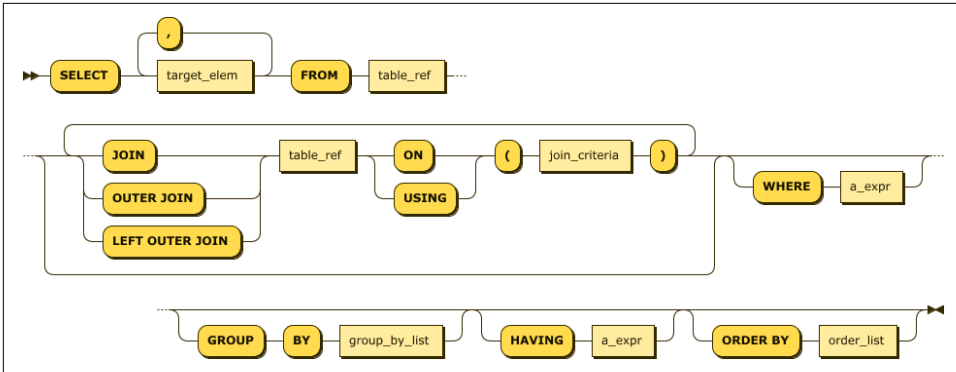 ,
SELECT target_elem FROM table_ref
JOIN table_ref ON ( join_criteria )
OUTER JOIN USING WHERE a_expr
LEFT OUTER JOIN
GROUP BY group_by_list HAVING a_expr ORDER BY order_list